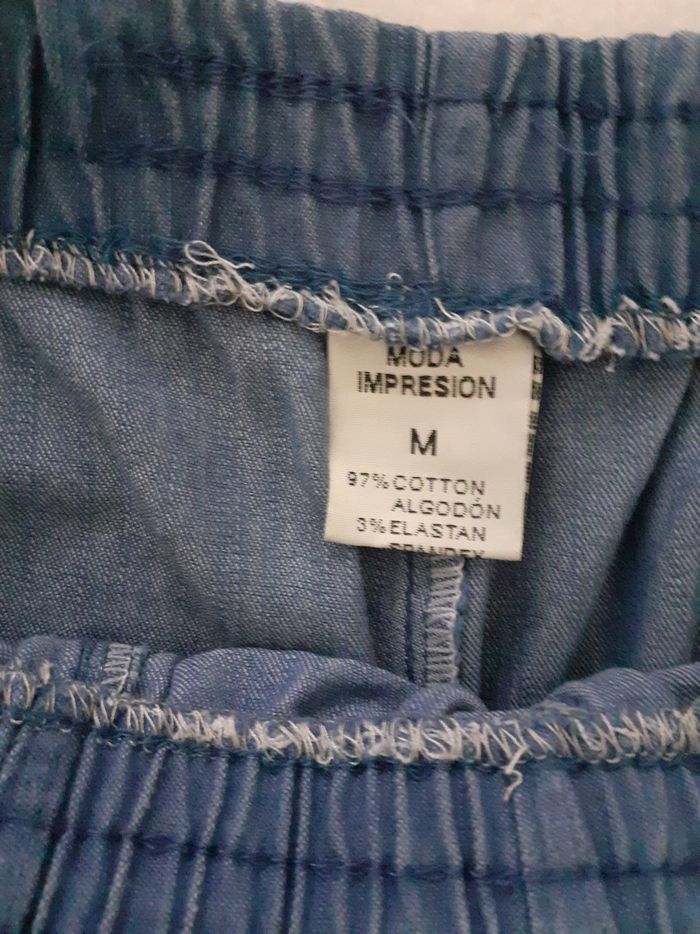 MODA
IMPRESION
M
97% COTTON
ALGODÓN
3% ELASTAN